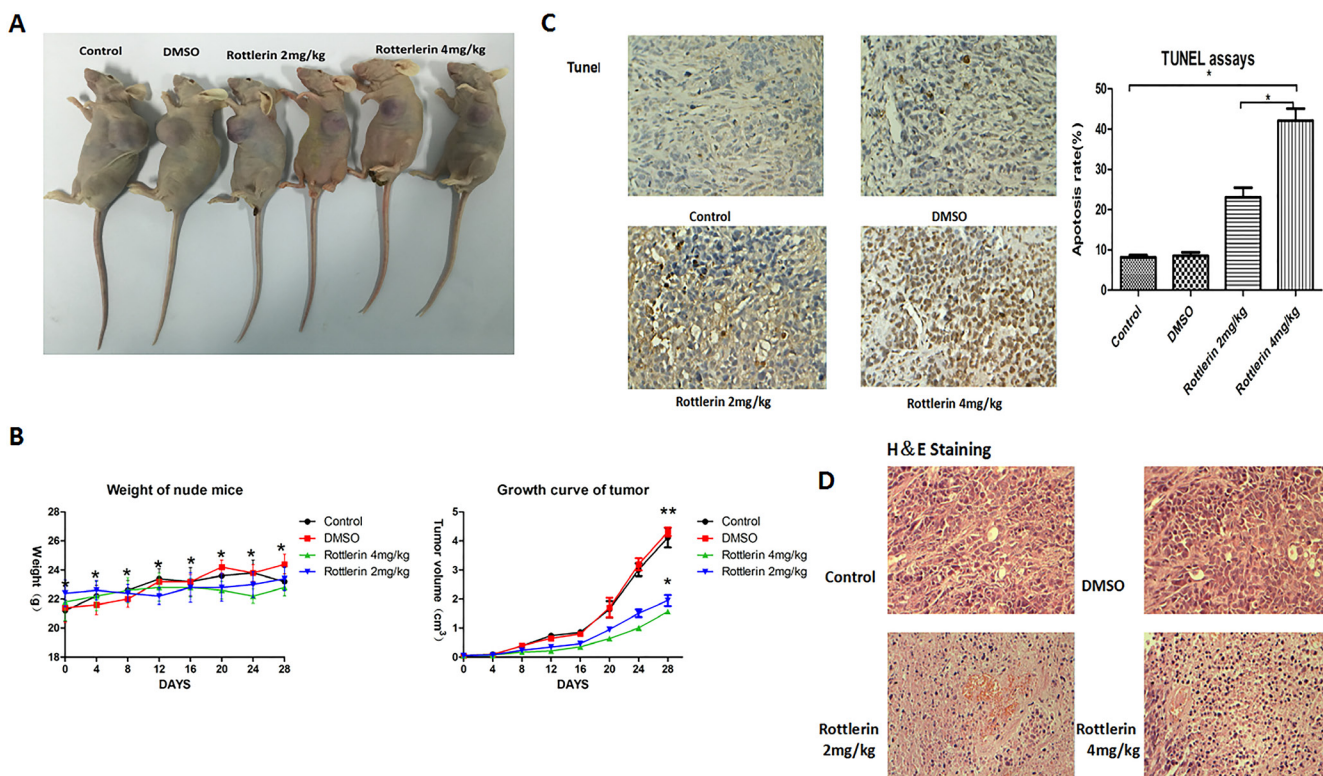 A
Control
DMSO
Rottlerin 2mg/kg
Rotterlerin 4mg/kg
B
Weight of nude mice
Weight (g)
28
26
24
22
20
18
* * * * * * * *
0 4 8 12 16 20 24 28
DAYS
Control
DMSO
Rottlerin 4mg/kg
Rottlerin 2mg/kg
Growth curve of tumor
Tumor volume (cm3)
5
4
3
2
1
0
**
*
0 4 8 12 16 20 24 28
DAYS
Control
DMSO
Rottlerin 4mg/kg
Rottlerin 2mg/kg
C
Tunel
Control
DMSO
Rottlerin 2mg/kg
Rottlerin 4mg/kg
TUNEL assays
*
*
Apotosis rate(%)
50
40
30
20
10
0
Control
DMSO
Rottlerin 2mg/kg
Rottlerin 4mg/kg
D
H&E Staining
Control
DMSO
Rottlerin
2mg/kg
Rottlerin
4mg/kg